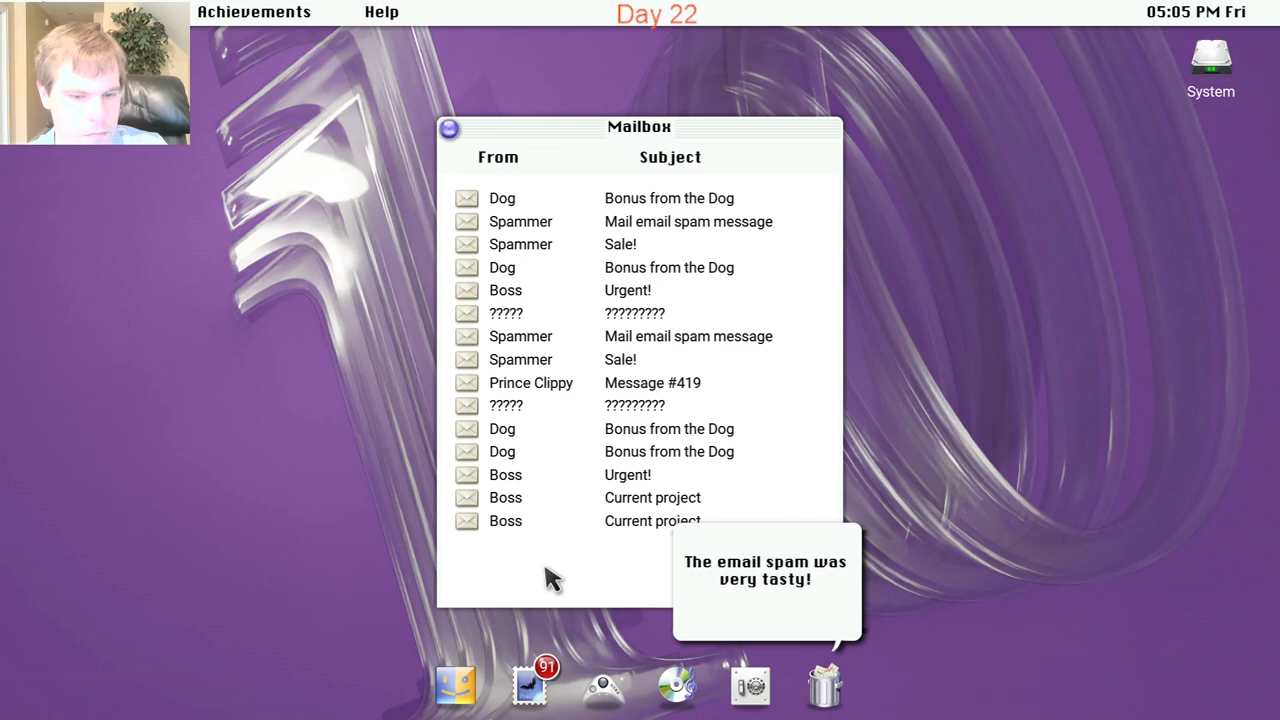 Achievements Help Day 22 05:05 PM Fri
System
Mailbox
From Subject
Dog Bonus from the Dog
Spammer Mail email spam message
Spammer Sale!
Dog Bonus from the Dog
Boss Urgent!
????? ?????????
Spammer Mail email spam message
Spammer Sale!
Prince Clippy Message #419
????? ?????????
Dog Bonus from the Dog
Dog Bonus from the Dog
Boss Urgent!
Boss Current project
Boss Current project
The email spam was
very tasty!
91